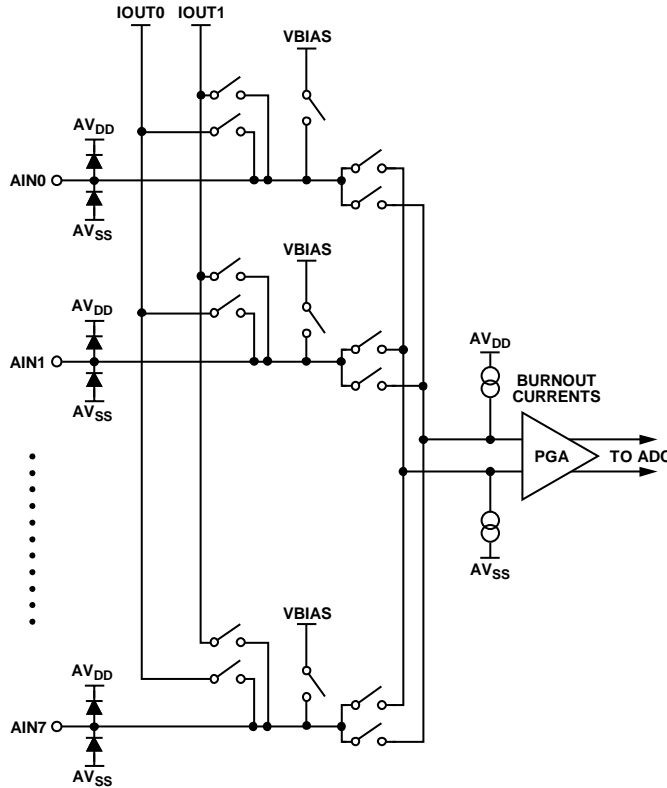 IOUT0 IOUT1
VBIAS
AVDD
AIN0
AVSS
VBIAS
AVDD
AIN1
AVSS
AVDD
BURNOUT
CURRENTS
PGA
TO ADC
AVSS
VBIAS
AVDD
AIN7
AVSS